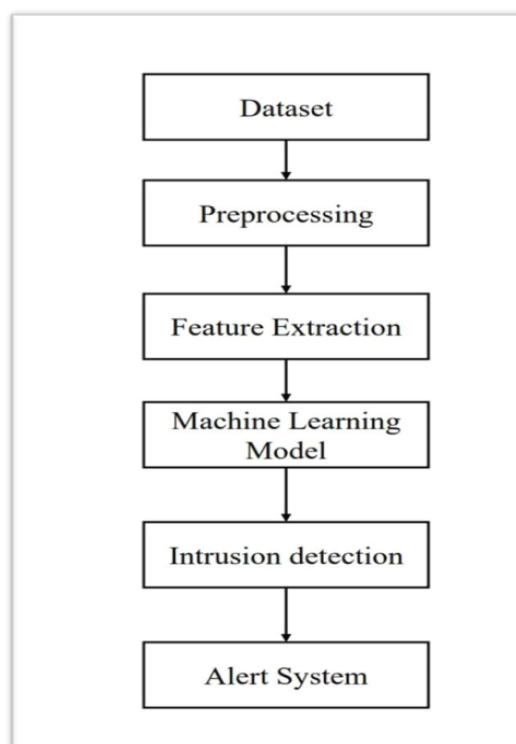 Dataset
Preprocessing
Feature Extraction
Machine Learning
Model
Intrusion detection
Alert System